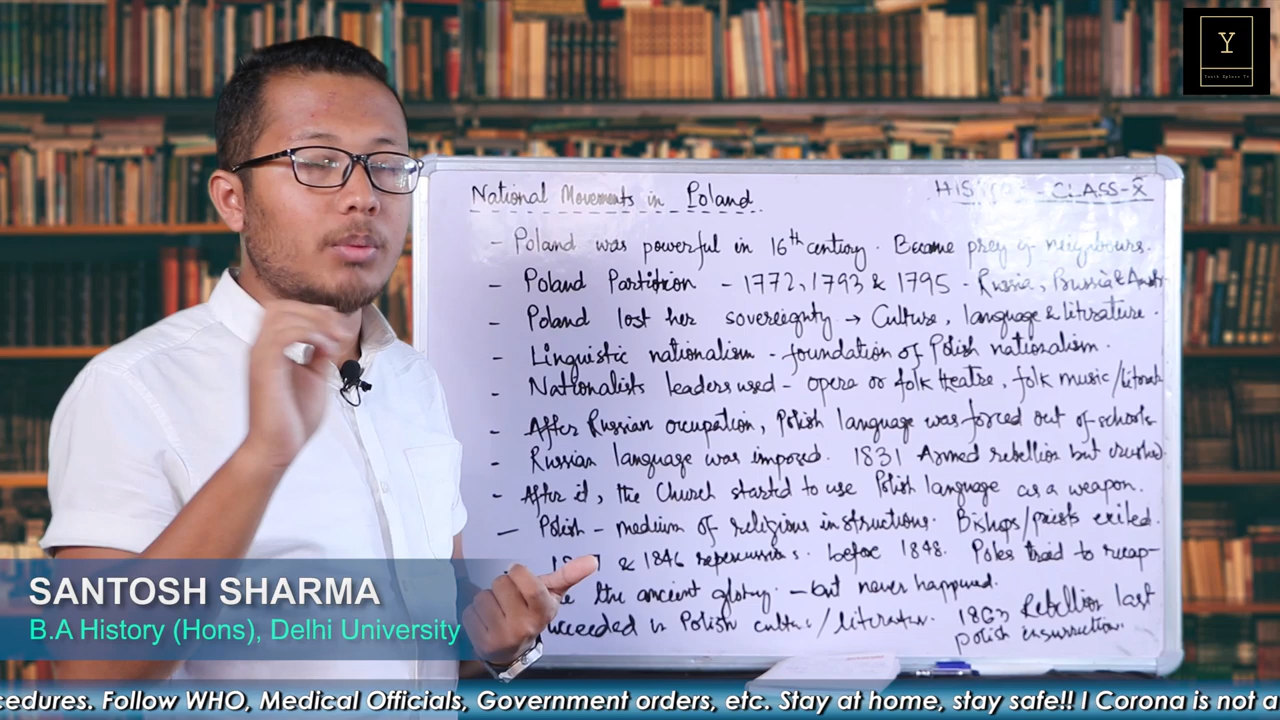 Y
National Movements in Poland
CLASS-X
- Poland was powerful in 16th century. Became prey of neighbours.
- Poland Partition - 1772, 1793 & 1795 - Russia, Prussia &
- Poland lost her sovereignty → Culture, language & literature.
- Linguistic nationalism - foundation of Polish nationalism.
- Nationalists leaders used - opera or folk theatre, folk music /
- After Russian occupation, Polish language was forced out of schools
- Russian language was imposed. 1831 Armed rebellion but crushed.
- After it, the Church started to use Polish language as a weapon.
- Polish - medium of religious instructions. Bishops/priests exiled.
& 1846 repercussions. before 1848. Poles tried to recap-
the ancient glory. - but never happened.
in Polish culture/literature. 1863 Rebellion last
polish insurrection.
SANTOSH SHARMA
B.A History (Hons), Delhi University
cedures. Follow WHO, Medical Officials, Government orders, etc. Stay at home, stay safe!! I Corona is not a